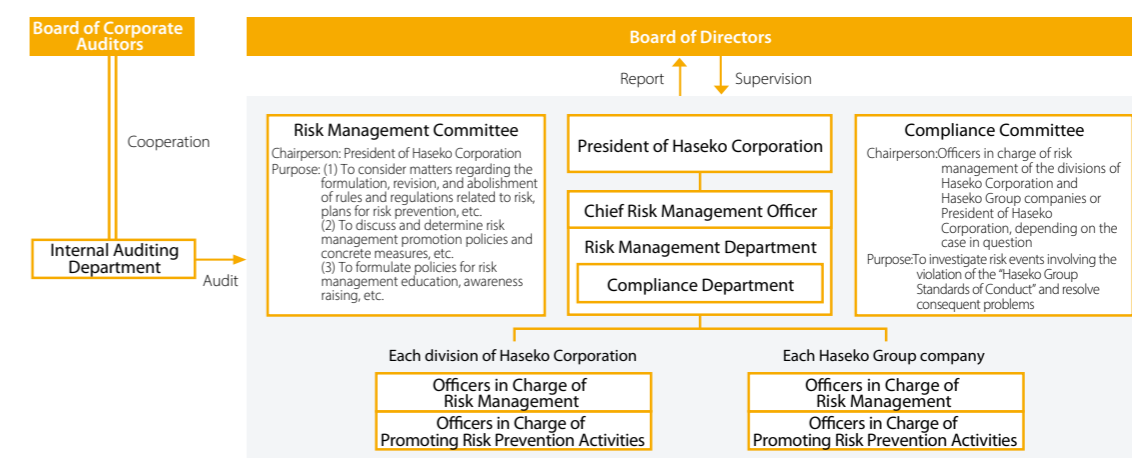 Board of Corporate
Auditors
Board of Directors
Report
Supervision
Cooperation
Internal Auditing
Department
Audit
Risk Management Committee
Chairperson: President of Haseko Corporation
Purpose: (1) To consider matters regarding the
formulation, revision, and abolishment
of rules and regulations related to risk,
plans for risk prevention, etc.
(2) To discuss and determine risk
management promotion policies and
concrete measures, etc.
(3) To formulate policies for risk
management education, awareness
raising, etc.
President of Haseko Corporation
Chief Risk Management Officer
Risk Management Department
Compliance Department
Compliance Committee
Chairperson:Officers in charge of risk
management of the divisions of
Haseko Corporation and
Haseko Group companies or
President of Haseko
Corporation, depending on the
case in question
Purpose:To investigate risk events involving the
violation of the “Haseko Group
Standards of Conduct” and resolve
consequent problems
Each division of Haseko Corporation
Officers in Charge of
Risk Management
Officers in Charge of
Promoting Risk Prevention Activities
Each Haseko Group company
Officers in Charge of
Risk Management
Officers in Charge of
Promoting Risk Prevention Activities